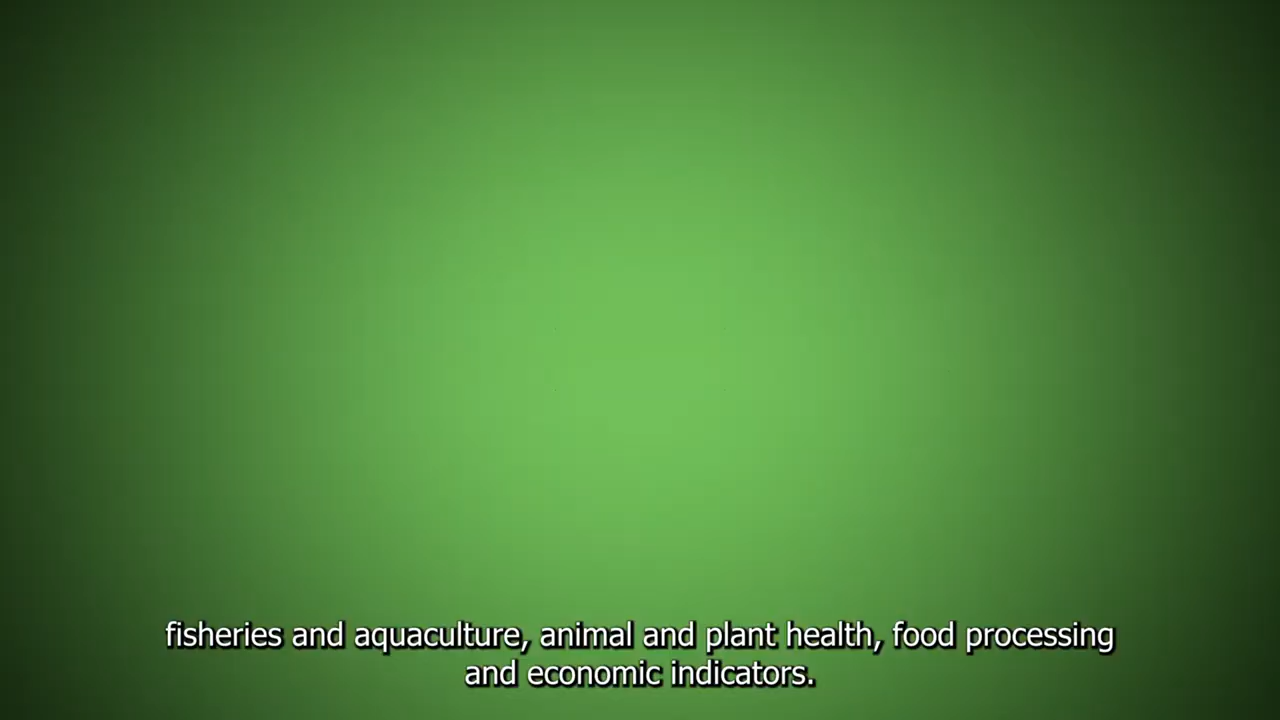 fisheries and aquaculture, animal and plant health, food processing
and economic indicators.